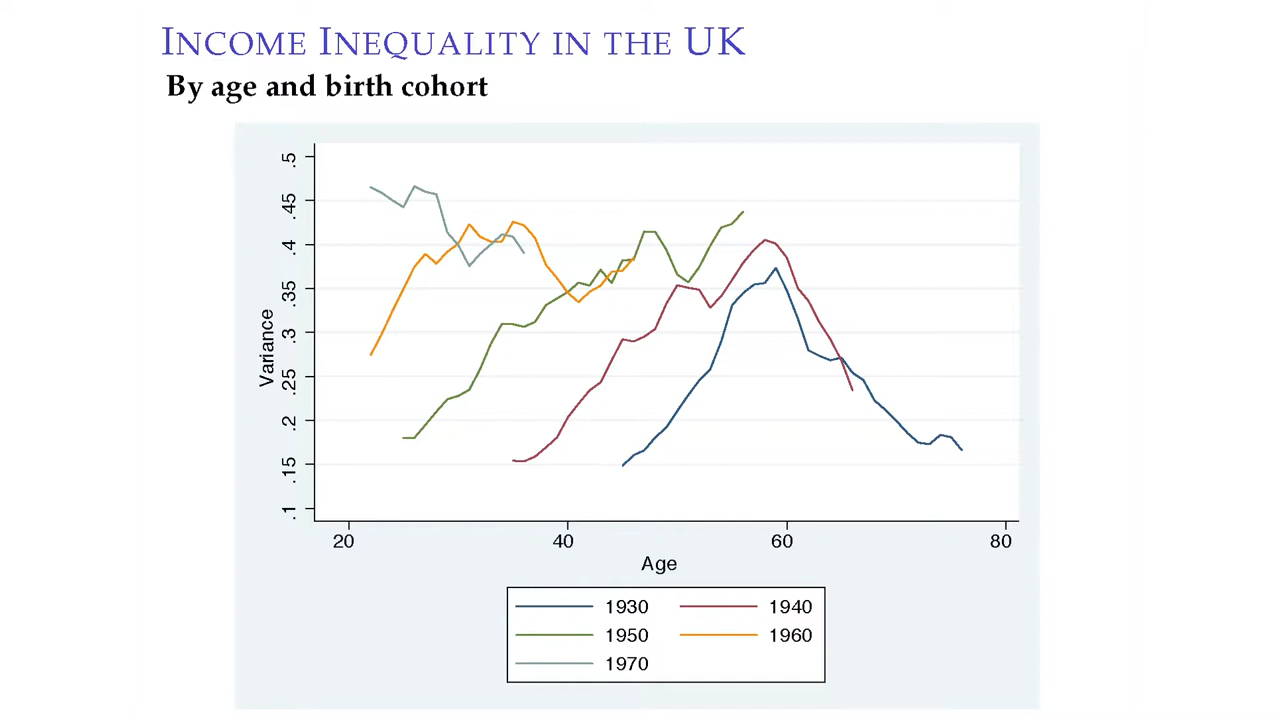 INCOME INEQUALITY IN THE UK
By age and birth cohort
.5
.45
.4
.35
.3
.25
.2
.15
.1
Variance
20 40 60 80
Age
1930 1940
1950 1960
1970